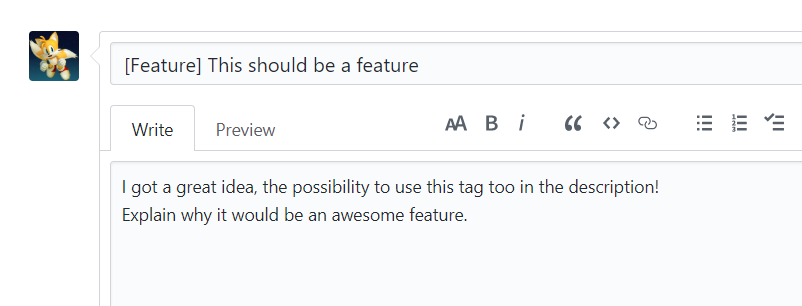 [Feature] This should be a feature
Write Preview
I got a great idea, the possibility to use this tag too in the description!
Explain why it would be an awesome feature.